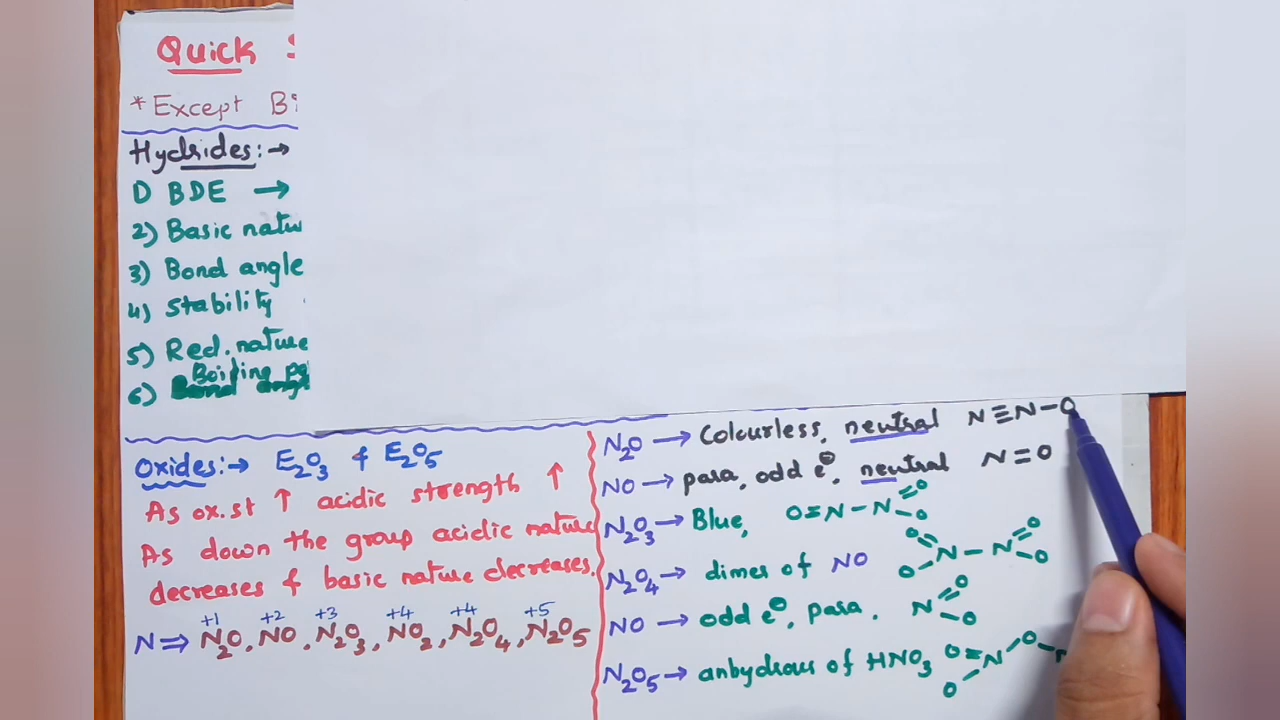 Quick
*Except Bi
Hydrides:→
1) BDE →
2) Basic natu
3) Bond angle
4) Stability
5) Red. nature
Boiling po
6)
Oxides:→ E₂O₃ & E₂O₅
As ox.st ↑ acidic strength ↑
As down the group acidic nature
decreases & basic nature decreases.
+1 +2 +3 +4 +4 +5
N ⇒ N₂O, NO, N₂O₃, NO₂, N₂O₄, N₂O₅
N₂O → Colourless, neutral N≡N-O
NO → para, odd e⊖, neutral N=O
N₂O₃ → Blue, O=N-N=O O
N₂O₄ → dimer of NO O=N-N=O O O
NO → odd e⊖, para. N=O O
N₂O₅ → anhydrous of HNO₃ O=N-O-N O